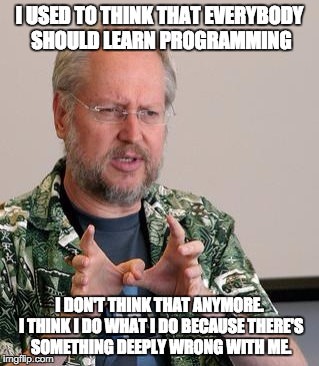 I USED TO THINK THAT EVERYBODY
SHOULD LEARN PROGRAMMING
I DON'T THINK THAT ANYMORE.
I THINK I DO WHAT I DO BECAUSE THERE'S
SOMETHING DEEPLY WRONG WITH ME.
imgflip.com